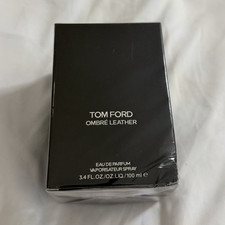 TOM FORD
OMBRÉ LEATHER
EAU DE PARFUM
VAPORISATEUR SPRAY
3.4 FL.OZ./OZ.LIQ./100 ml ℮